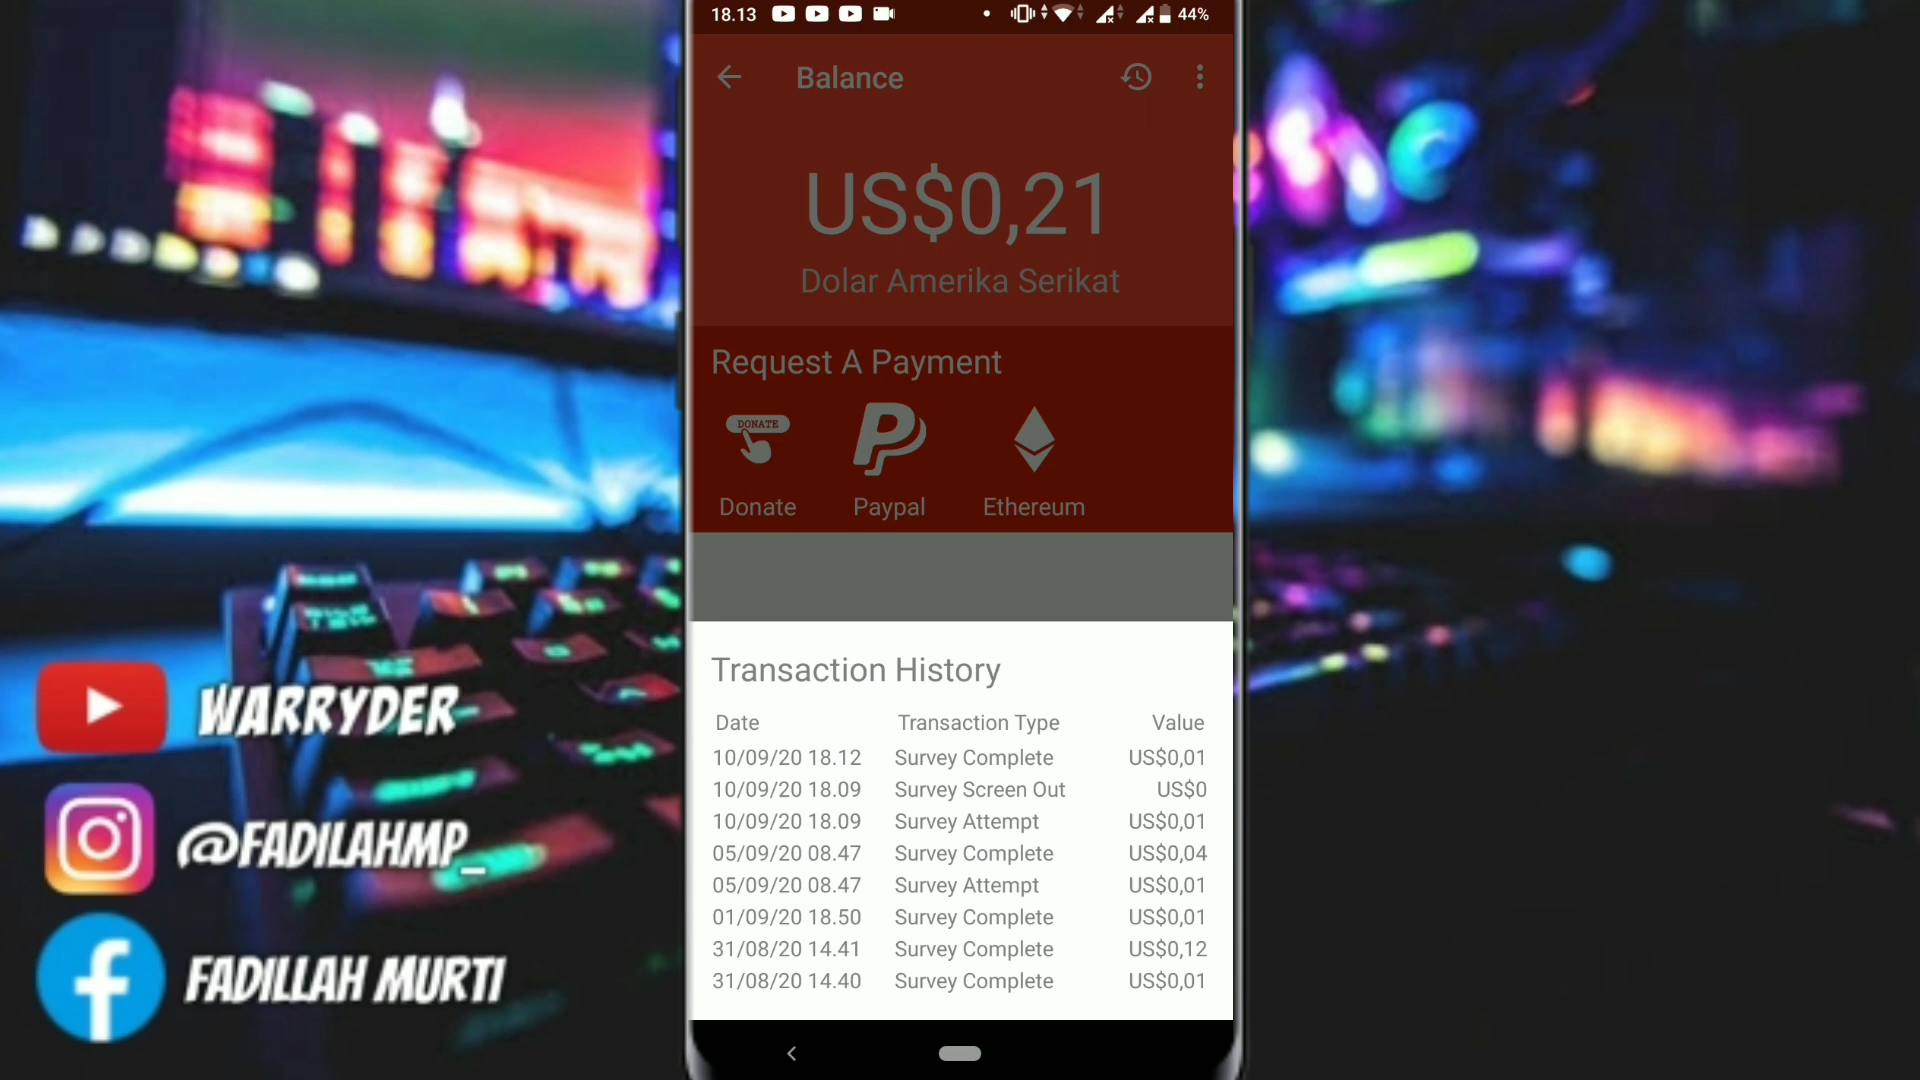 18.13
44%
Balance
US$0,21
Dolar Amerika Serikat
Request A Payment
DONATE
Donate Paypal Ethereum
Transaction History
Date Transaction Type Value
10/09/20 18.12 Survey Complete US$0,01
10/09/20 18.09 Survey Screen Out US$0
10/09/20 18.09 Survey Attempt US$0,01
05/09/20 08.47 Survey Complete US$0,04
05/09/20 08.47 Survey Attempt US$0,01
01/09/20 18.50 Survey Complete US$0,01
31/08/20 14.41 Survey Complete US$0,12
31/08/20 14.40 Survey Complete US$0,01
WARRYDER
@FADILAHMP_
FADILLAH MURTI